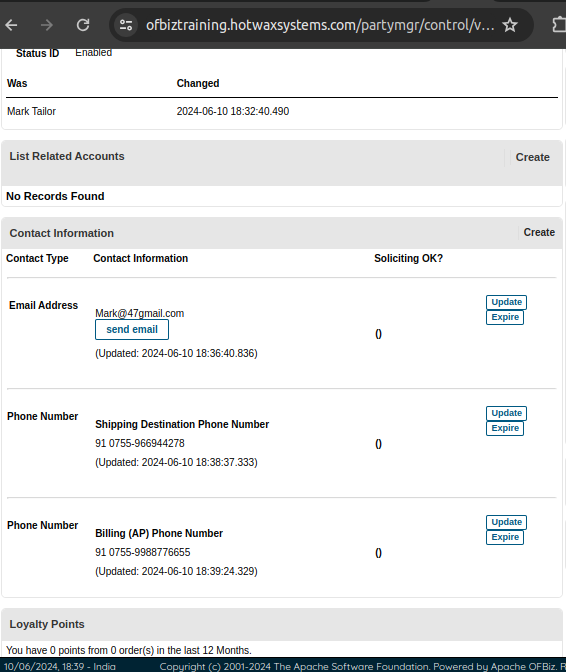 ofbiztraining.hotwaxsystems.com/partymgr/control/v...
Status ID Enabled
Was Changed
Mark Tailor 2024-06-10 18:32:40.490
List Related Accounts Create
No Records Found
Contact Information Create
Contact Type Contact Information Soliciting OK?
Email Address
Mark@47gmail.com
send email
(Updated: 2024-06-10 18:36:40.836)
()
Update
Expire
Phone Number
Shipping Destination Phone Number
91 0755-966944278
(Updated: 2024-06-10 18:38:37.333)
()
Update
Expire
Phone Number
Billing (AP) Phone Number
91 0755-9988776655
(Updated: 2024-06-10 18:39:24.329)
()
Update
Expire
Loyalty Points
You have 0 points from 0 order(s) in the last 12 Months.
10/06/2024, 18:39 - India Copyright (c) 2001-2024 The Apache Software Foundation. Powered by Apache OFBiz. R